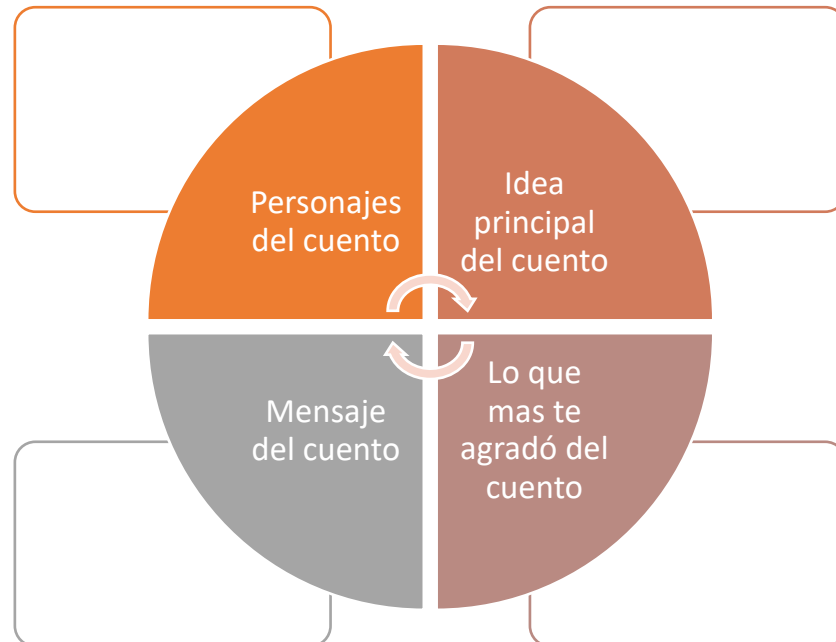 Personajes
del cuento
Idea
principal
del cuento
Mensaje
del cuento
Lo que
mas te
agradó del
cuento